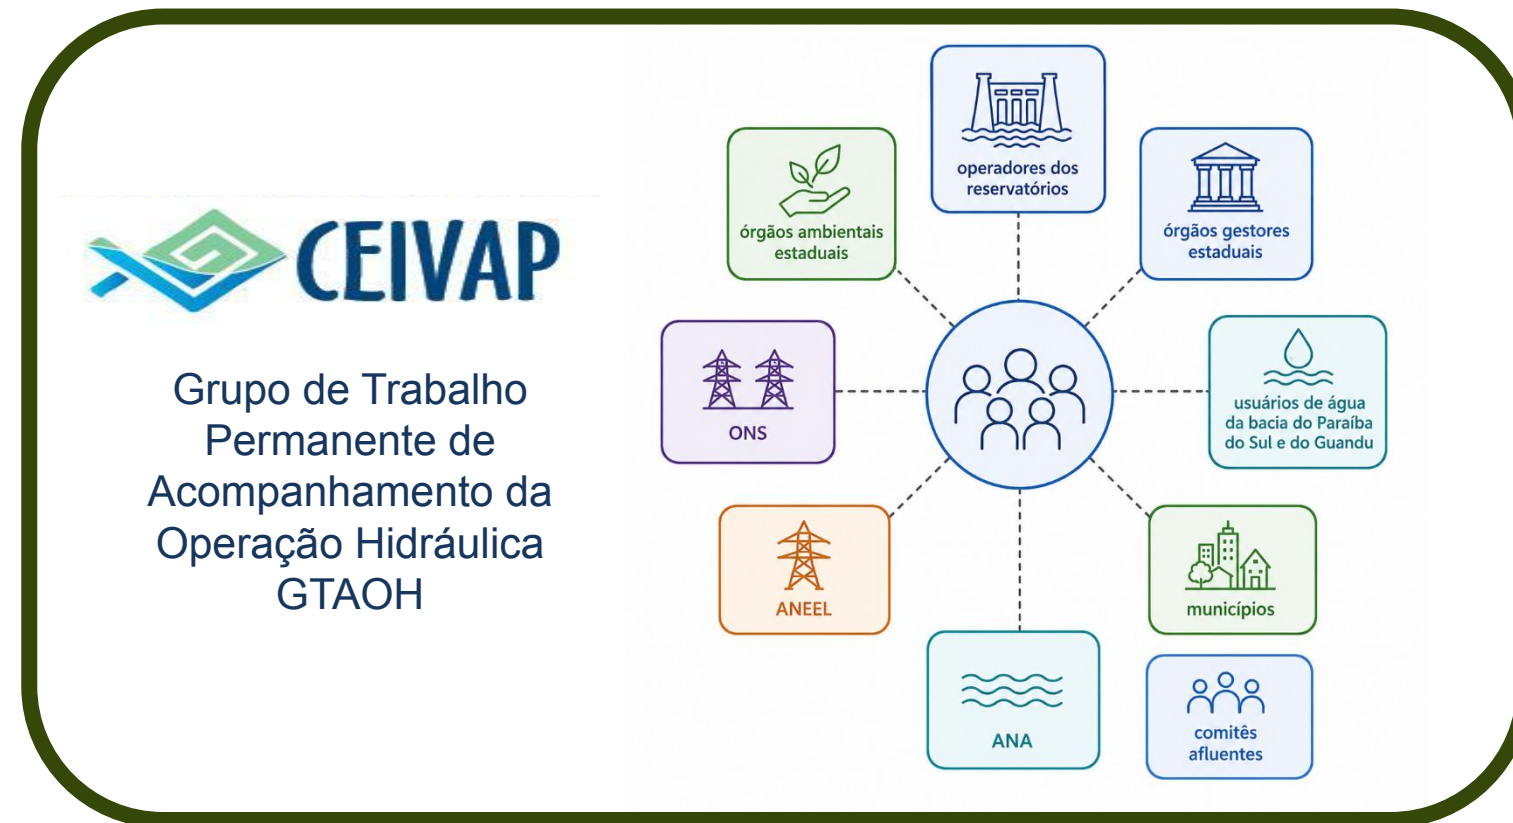 CEIVAP
Grupo de Trabalho
Permanente de
Acompanhamento da
Operação Hidráulica
GTAOH
operadores dos
reservatórios
órgãos ambientais
estaduais
órgãos gestores
estaduais
ONS
usuários de água
da bacia do Paraíba
do Sul e do Guandu
ANEEL
municípios
ANA
comitês
afluentes